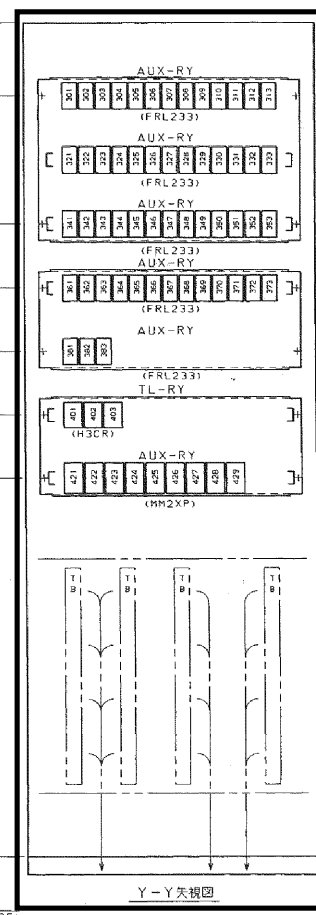 AUX-RY
301 302 303 304 305 306 307 308 309 310 311 312 313
(FRL233)
AUX-RY
321 322 323 324 325 326 327 328 329 330 331 332 333
(FRL233)
AUX-RY
341 342 343 344 345 346 347 348 349 350 351 352 353
(FRL233)
AUX-RY
361 362 363 364 365 366 367 368 369 370 371 372 373
(FRL233)
AUX-RY
381 382 383
(FRL233)
TL-RY
401 402 403
(H3CR)
AUX-RY
421 422 423 424 425 426 427 428 429
(MM2XP)
TB TB TB TB
Y-Y矢視図